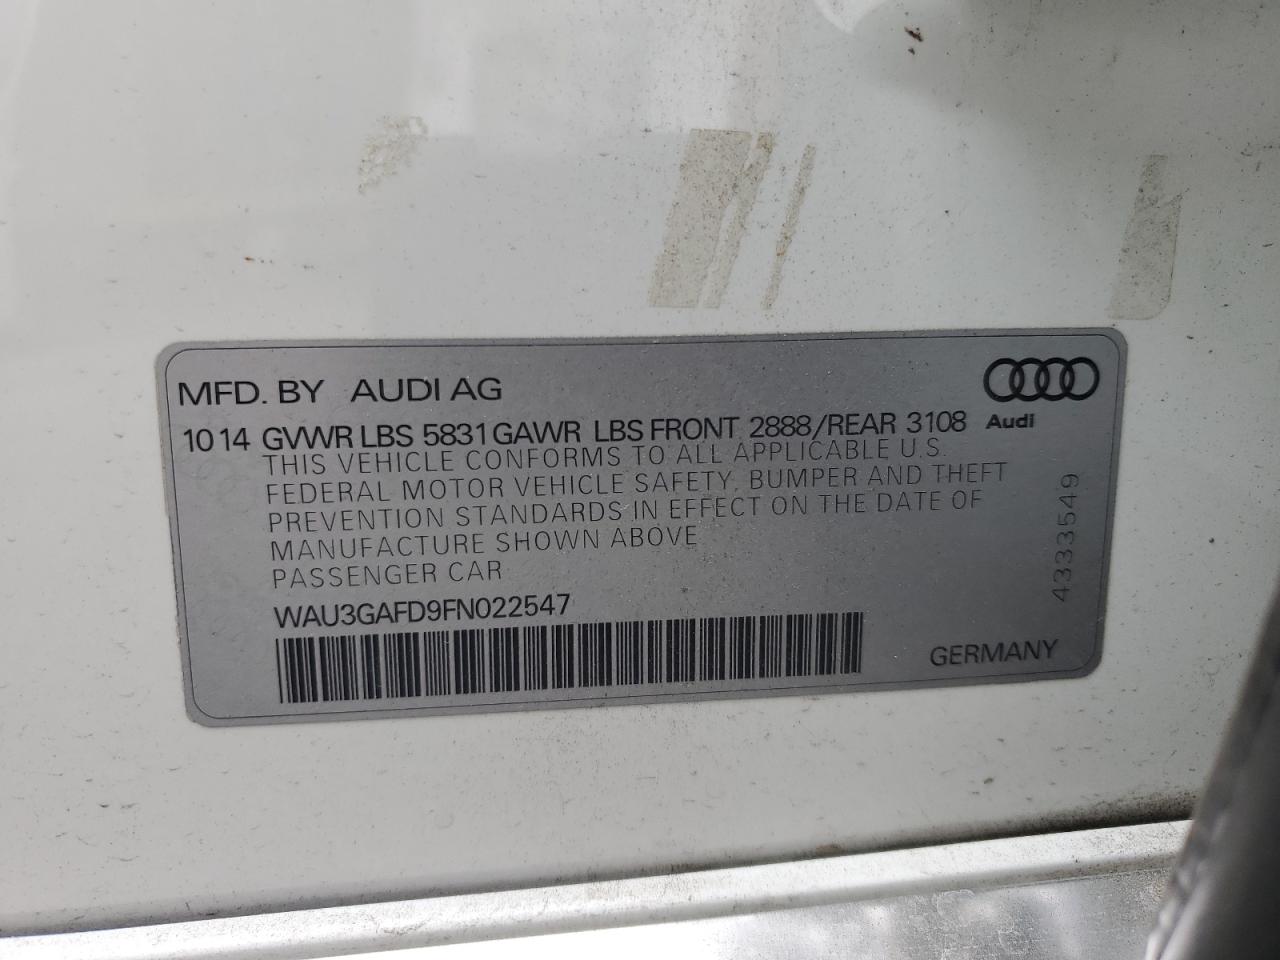 MFD. BY AUDI AG
1014 GVWR LBS 5831 GAWR LBS FRONT 2888/REAR 3108
Audi
THIS VEHICLE CONFORMS TO ALL APPLICABLE U.S.
FEDERAL MOTOR VEHICLE SAFETY, BUMPER AND THEFT
PREVENTION STANDARDS IN EFFECT ON THE DATE OF
MANUFACTURE SHOWN ABOVE
PASSENGER CAR
WAU3GAFD9FN022547
GERMANY
4333549